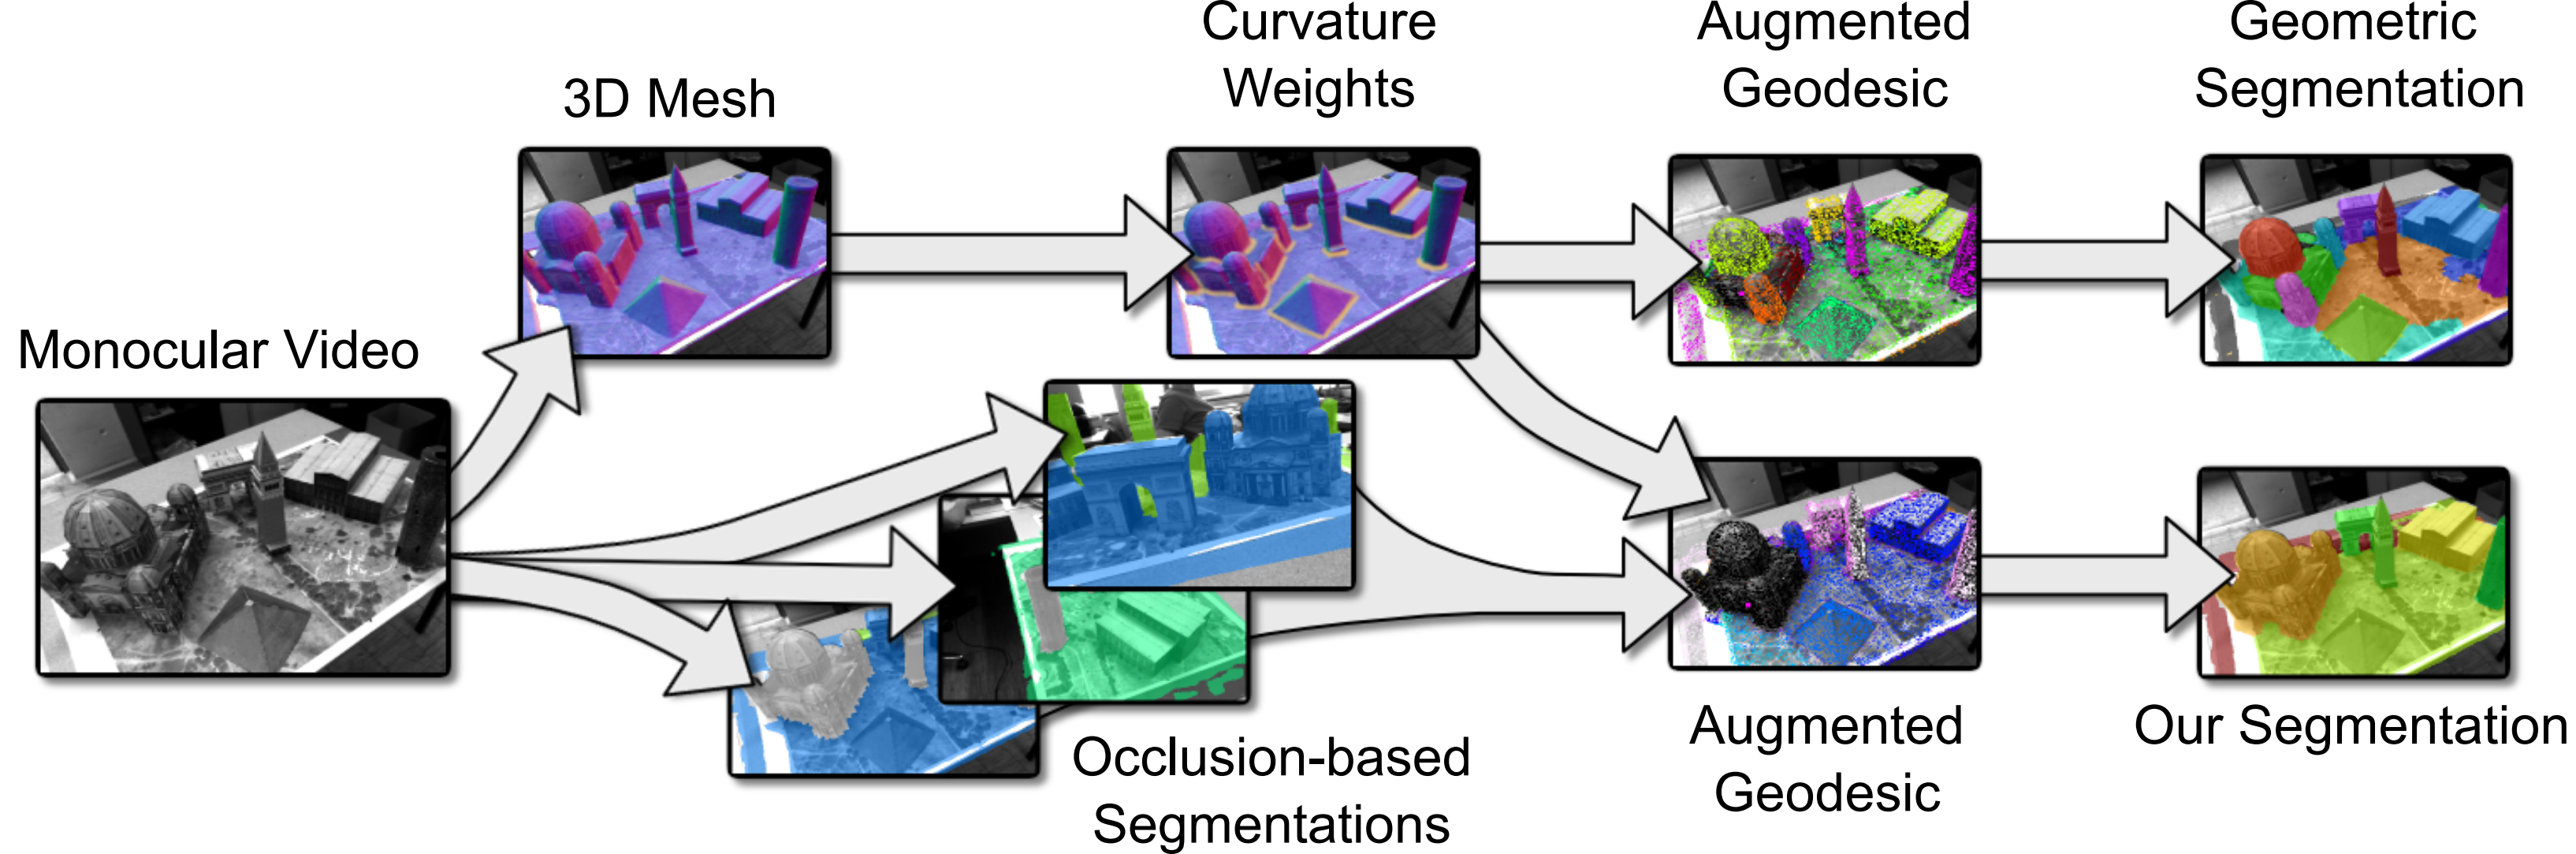 Monocular Video
3D Mesh
Curvature
Weights
Augmented
Geodesic
Geometric
Segmentation
Occlusion-based
Segmentations
Augmented
Geodesic
Our Segmentation